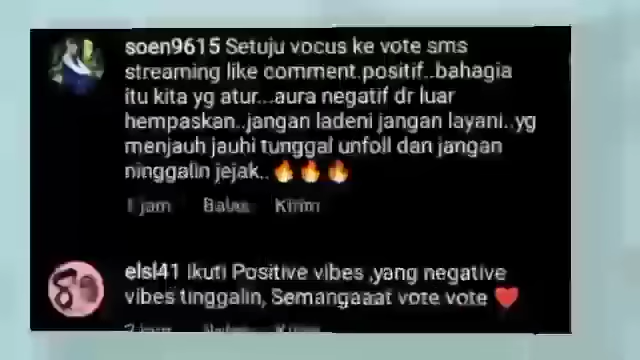 soen9615 Setuju vocus ke vote sms
streaming like comment.positif..bahagia
itu kita yg atur...aura negatif dr luar
hempaskan..jangan ladeni jangan layani..yg
menjauh jauhi tunggal unfoll dan jangan
ninggalin jejak..🔥🔥🔥
1 jam Balas Kirim
elsl41 Ikuti Positive vibes ,yang negative
vibes tinggalin, Semangaaat vote vote ❤️